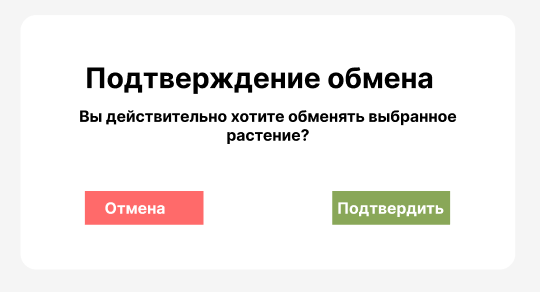 Подтверждение обмена
Вы действительно хотите обменять выбранное
растение?
Отмена
Подтвердить